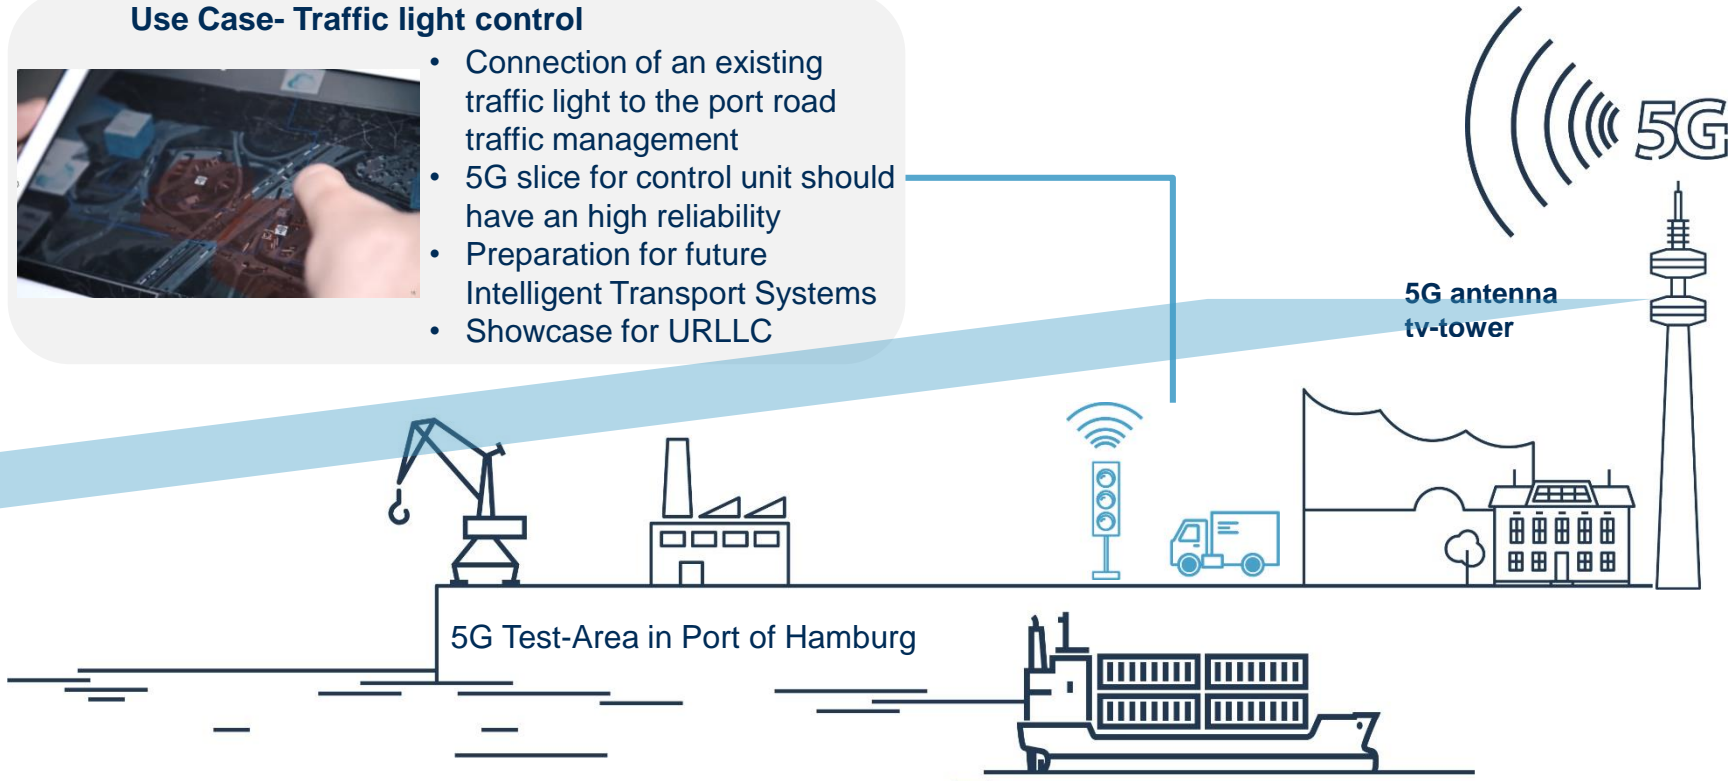 Use Case- Traffic light control
• Connection of an existing
traffic light to the port road
traffic management
• 5G slice for control unit should
have an high reliability
• Preparation for future
Intelligent Transport Systems
• Showcase for URLLC
5G
5G antenna
tv-tower
5G Test-Area in Port of Hamburg